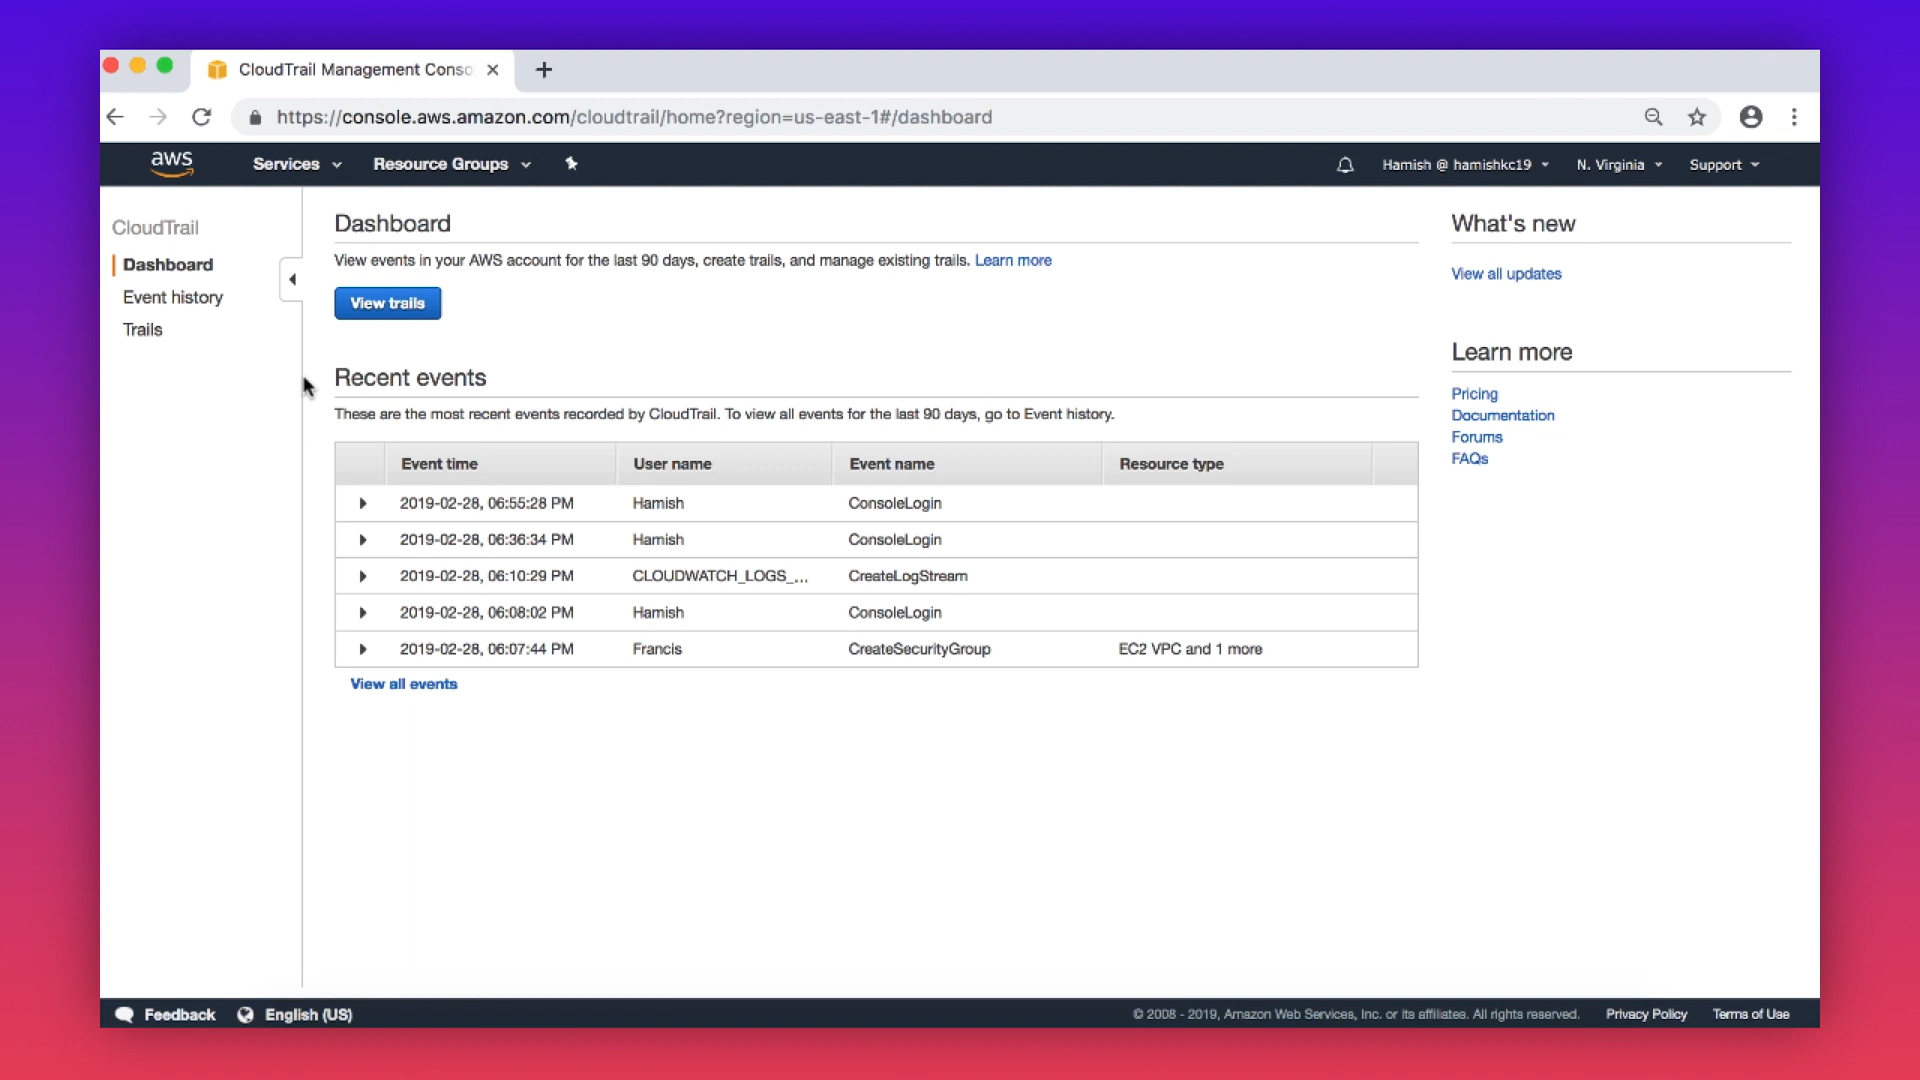 CloudTrail Management Conso
https://console.aws.amazon.com/cloudtrail/home?region=us-east-1#/dashboard
aws Services Resource Groups Hamish @ hamishkc19 N. Virginia Support
CloudTrail
Dashboard
Event history
Trails
Dashboard
View events in your AWS account for the last 90 days, create trails, and manage existing trails. Learn more
View trails
Recent events
These are the most recent events recorded by CloudTrail. To view all events for the last 90 days, go to Event history.
Event time User name Event name Resource type
2019-02-28, 06:55:28 PM Hamish ConsoleLogin
2019-02-28, 06:36:34 PM Hamish ConsoleLogin
2019-02-28, 06:10:29 PM CLOUDWATCH_LOGS_... CreateLogStream
2019-02-28, 06:08:02 PM Hamish ConsoleLogin
2019-02-28, 06:07:44 PM Francis CreateSecurityGroup EC2 VPC and 1 more
View all events
What's new
View all updates
Learn more
Pricing
Documentation
Forums
FAQs
Feedback English (US) © 2008 - 2019, Amazon Web Services, Inc. or its affiliates. All rights reserved. Privacy Policy Terms of Use